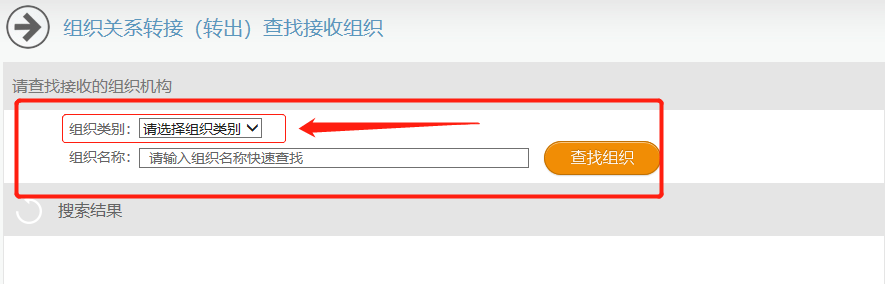 组织关系转接（转出）查找接收组织
请查找接收的组织机构
组织类别： 请选择组织类别
组织名称： 请输入组织名称快速查找 查找组织
搜索结果